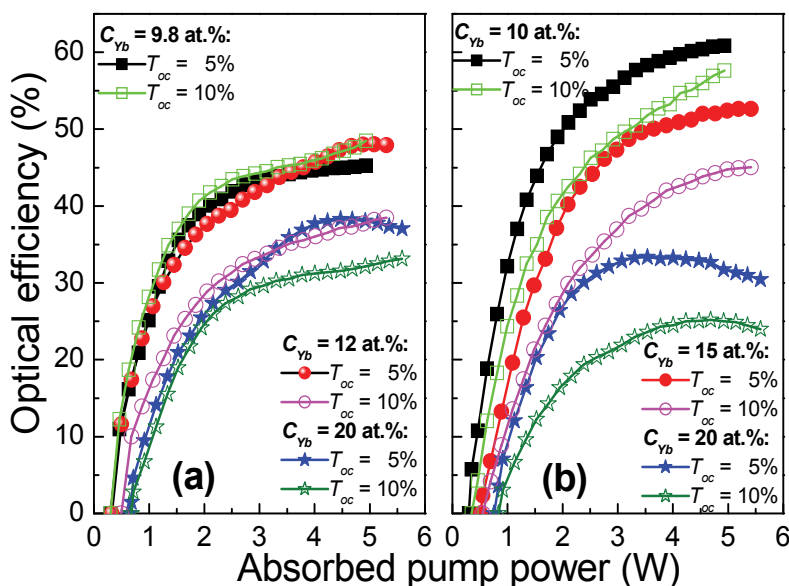 C_Yb = 9.8 at.%:
T_oc = 5%
T_oc = 10%
C_Yb = 12 at.%:
T_oc = 5%
T_oc = 10%
C_Yb = 20 at.%:
T_oc = 5%
T_oc = 10%
(a)
C_Yb = 10 at.%:
T_oc = 5%
T_oc = 10%
C_Yb = 15 at.%:
T_oc = 5%
T_oc = 10%
C_Yb = 20 at.%:
T_oc = 5%
T_oc = 10%
(b)
Optical efficiency (%)
60
50
40
30
20
10
0
0 1 2 3 4 5 6
0 1 2 3 4 5 6
Absorbed pump power (W)